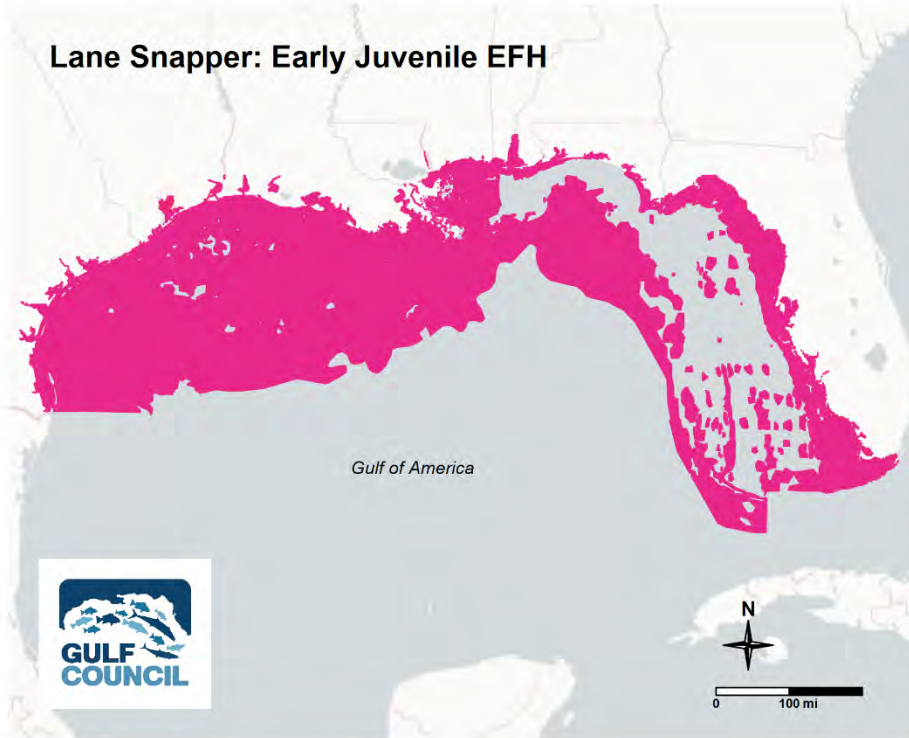 Lane Snapper: Early Juvenile EFH
Gulf of America
GULF
COUNCIL
N
0 100 mi